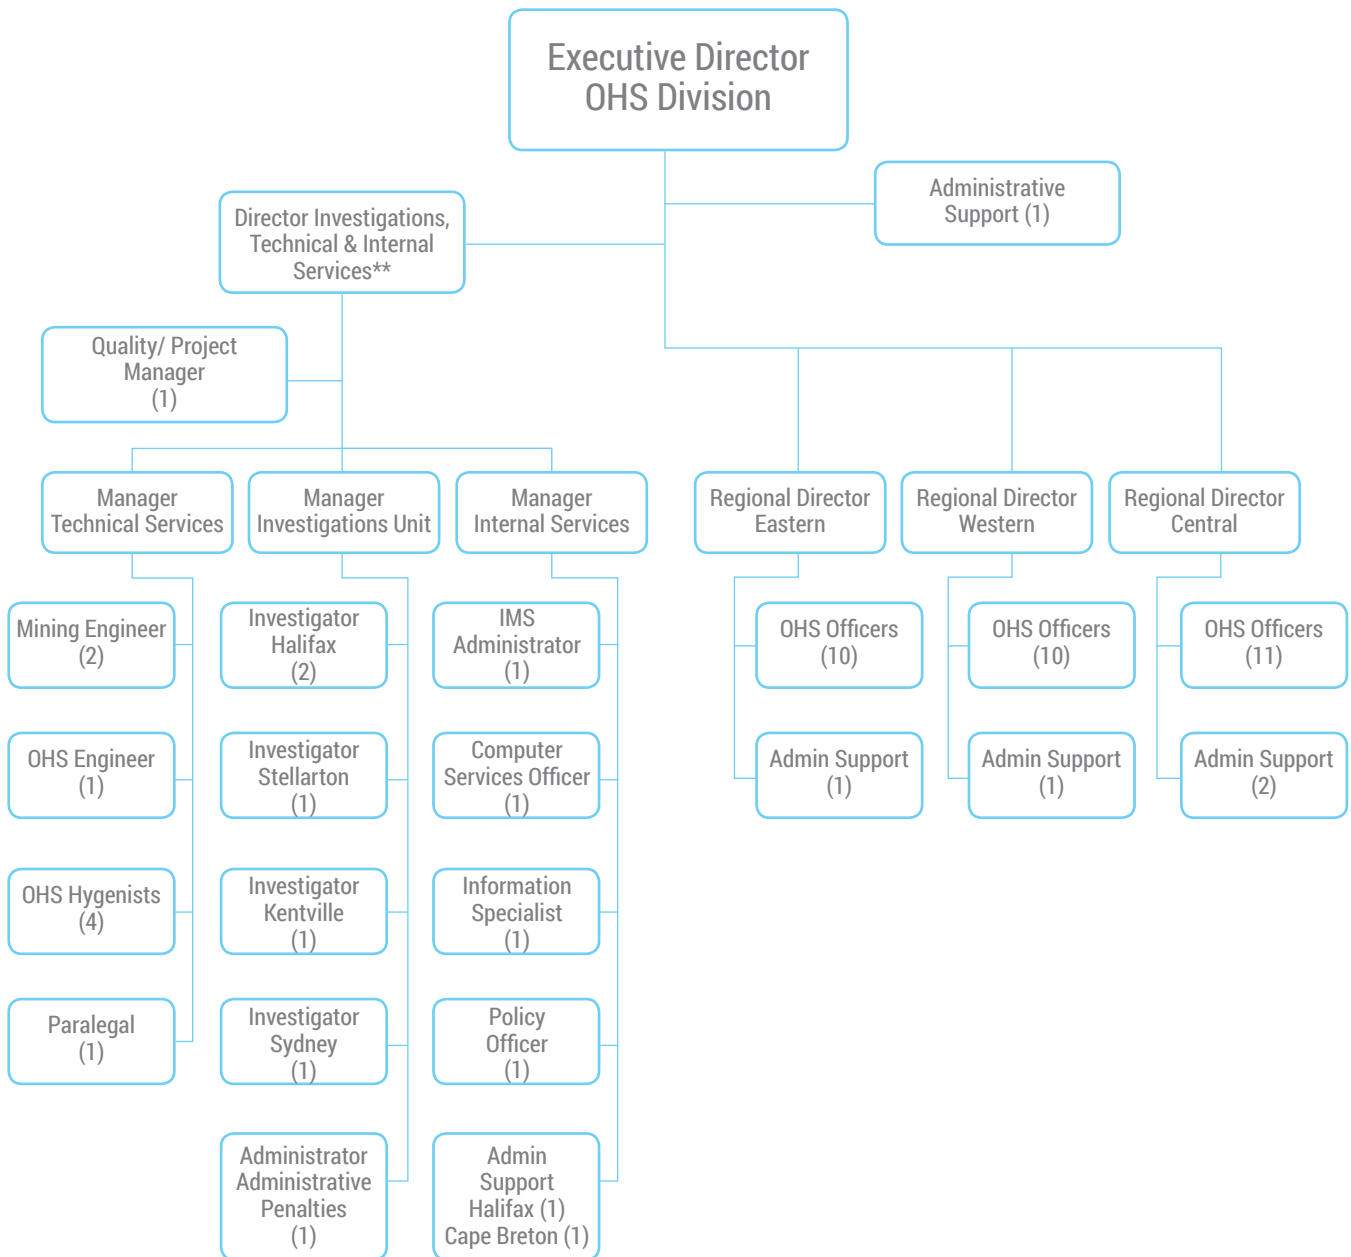 Executive Director
OHS Division
Administrative
Support (1)
Director Investigations,
Technical & Internal
Services**
Quality/ Project
Manager
(1)
Manager
Technical Services
Manager
Investigations Unit
Manager
Internal Services
Regional Director
Eastern
Regional Director
Western
Regional Director
Central
Mining Engineer
(2)
OHS Engineer
(1)
OHS Hygenists
(4)
Paralegal
(1)
Investigator
Halifax
(2)
Investigator
Stellarton
(1)
Investigator
Kentville
(1)
Investigator
Sydney
(1)
Administrator
Administrative
Penalties
(1)
IMS
Administrator
(1)
Computer
Services Officer
(1)
Information
Specialist
(1)
Policy
Officer
(1)
Admin
Support
Halifax (1)
Cape Breton (1)
OHS Officers
(10)
Admin Support
(1)
OHS Officers
(10)
Admin Support
(1)
OHS Officers
(11)
Admin Support
(2)